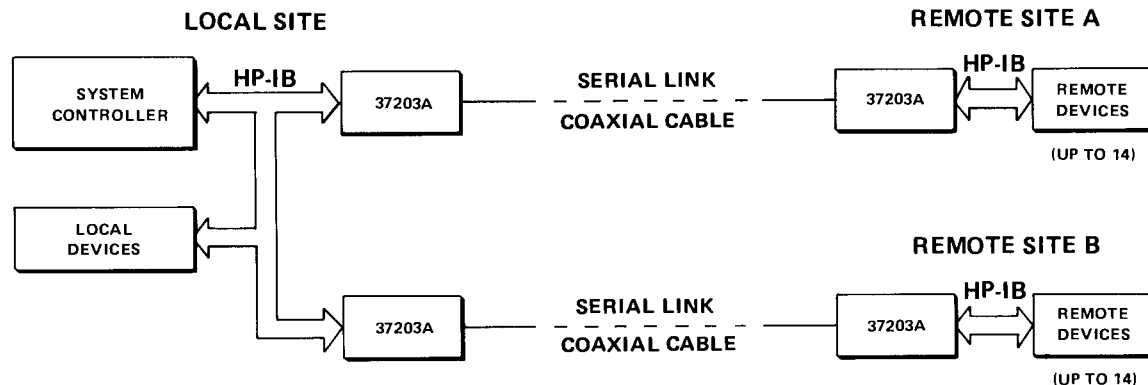 LOCAL SITE
REMOTE SITE A
HP-IB
HP-IB
SYSTEM
CONTROLLER
37203A
SERIAL LINK
COAXIAL CABLE
37203A
REMOTE
DEVICES
(UP TO 14)
LOCAL
DEVICES
REMOTE SITE B
HP-IB
37203A
SERIAL LINK
COAXIAL CABLE
37203A
REMOTE
DEVICES
(UP TO 14)